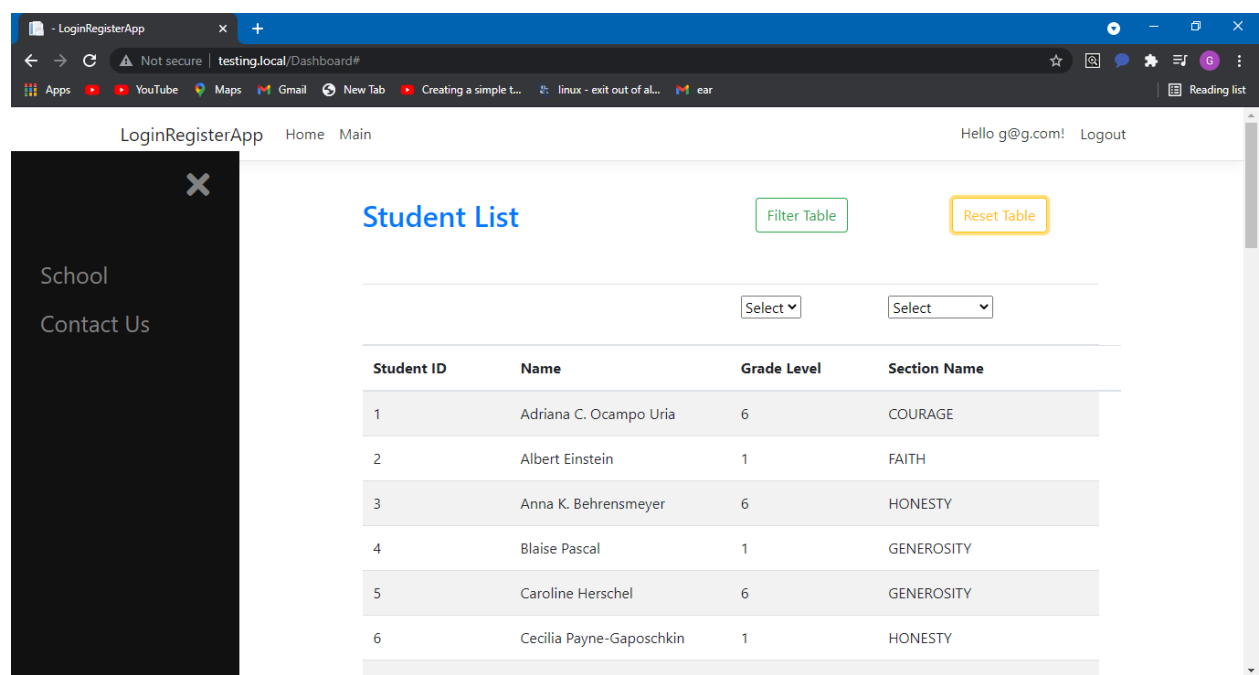 - LoginRegisterApp
Not secure | testing.local/Dashboard#
G
Apps YouTube Maps Gmail New Tab Creating a simple t... linux - exit out of al... ear Reading list
LoginRegisterApp Home Main Hello g@g.com! Logout
Student List Filter Table Reset Table
School
Contact Us
Select Select
Student ID Name Grade Level Section Name
1 Adriana C. Ocampo Uria 6 COURAGE
2 Albert Einstein 1 FAITH
3 Anna K. Behrensmeyer 6 HONESTY
4 Blaise Pascal 1 GENEROSITY
5 Caroline Herschel 6 GENEROSITY
6 Cecilia Payne-Gaposchkin 1 HONESTY